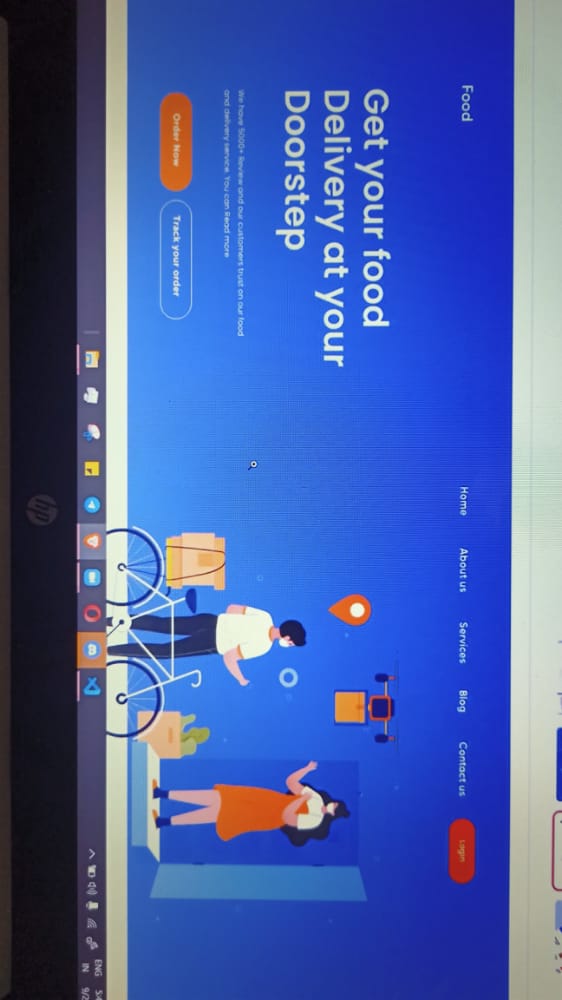 Food
Home About us Services Blog Contact us Login
Get your food
Delivery at your
Doorstep
We have 5000+ Review and our customers trust on our food
and delivery service. You can Read more
Order Now Track your order
ENG
IN
hp